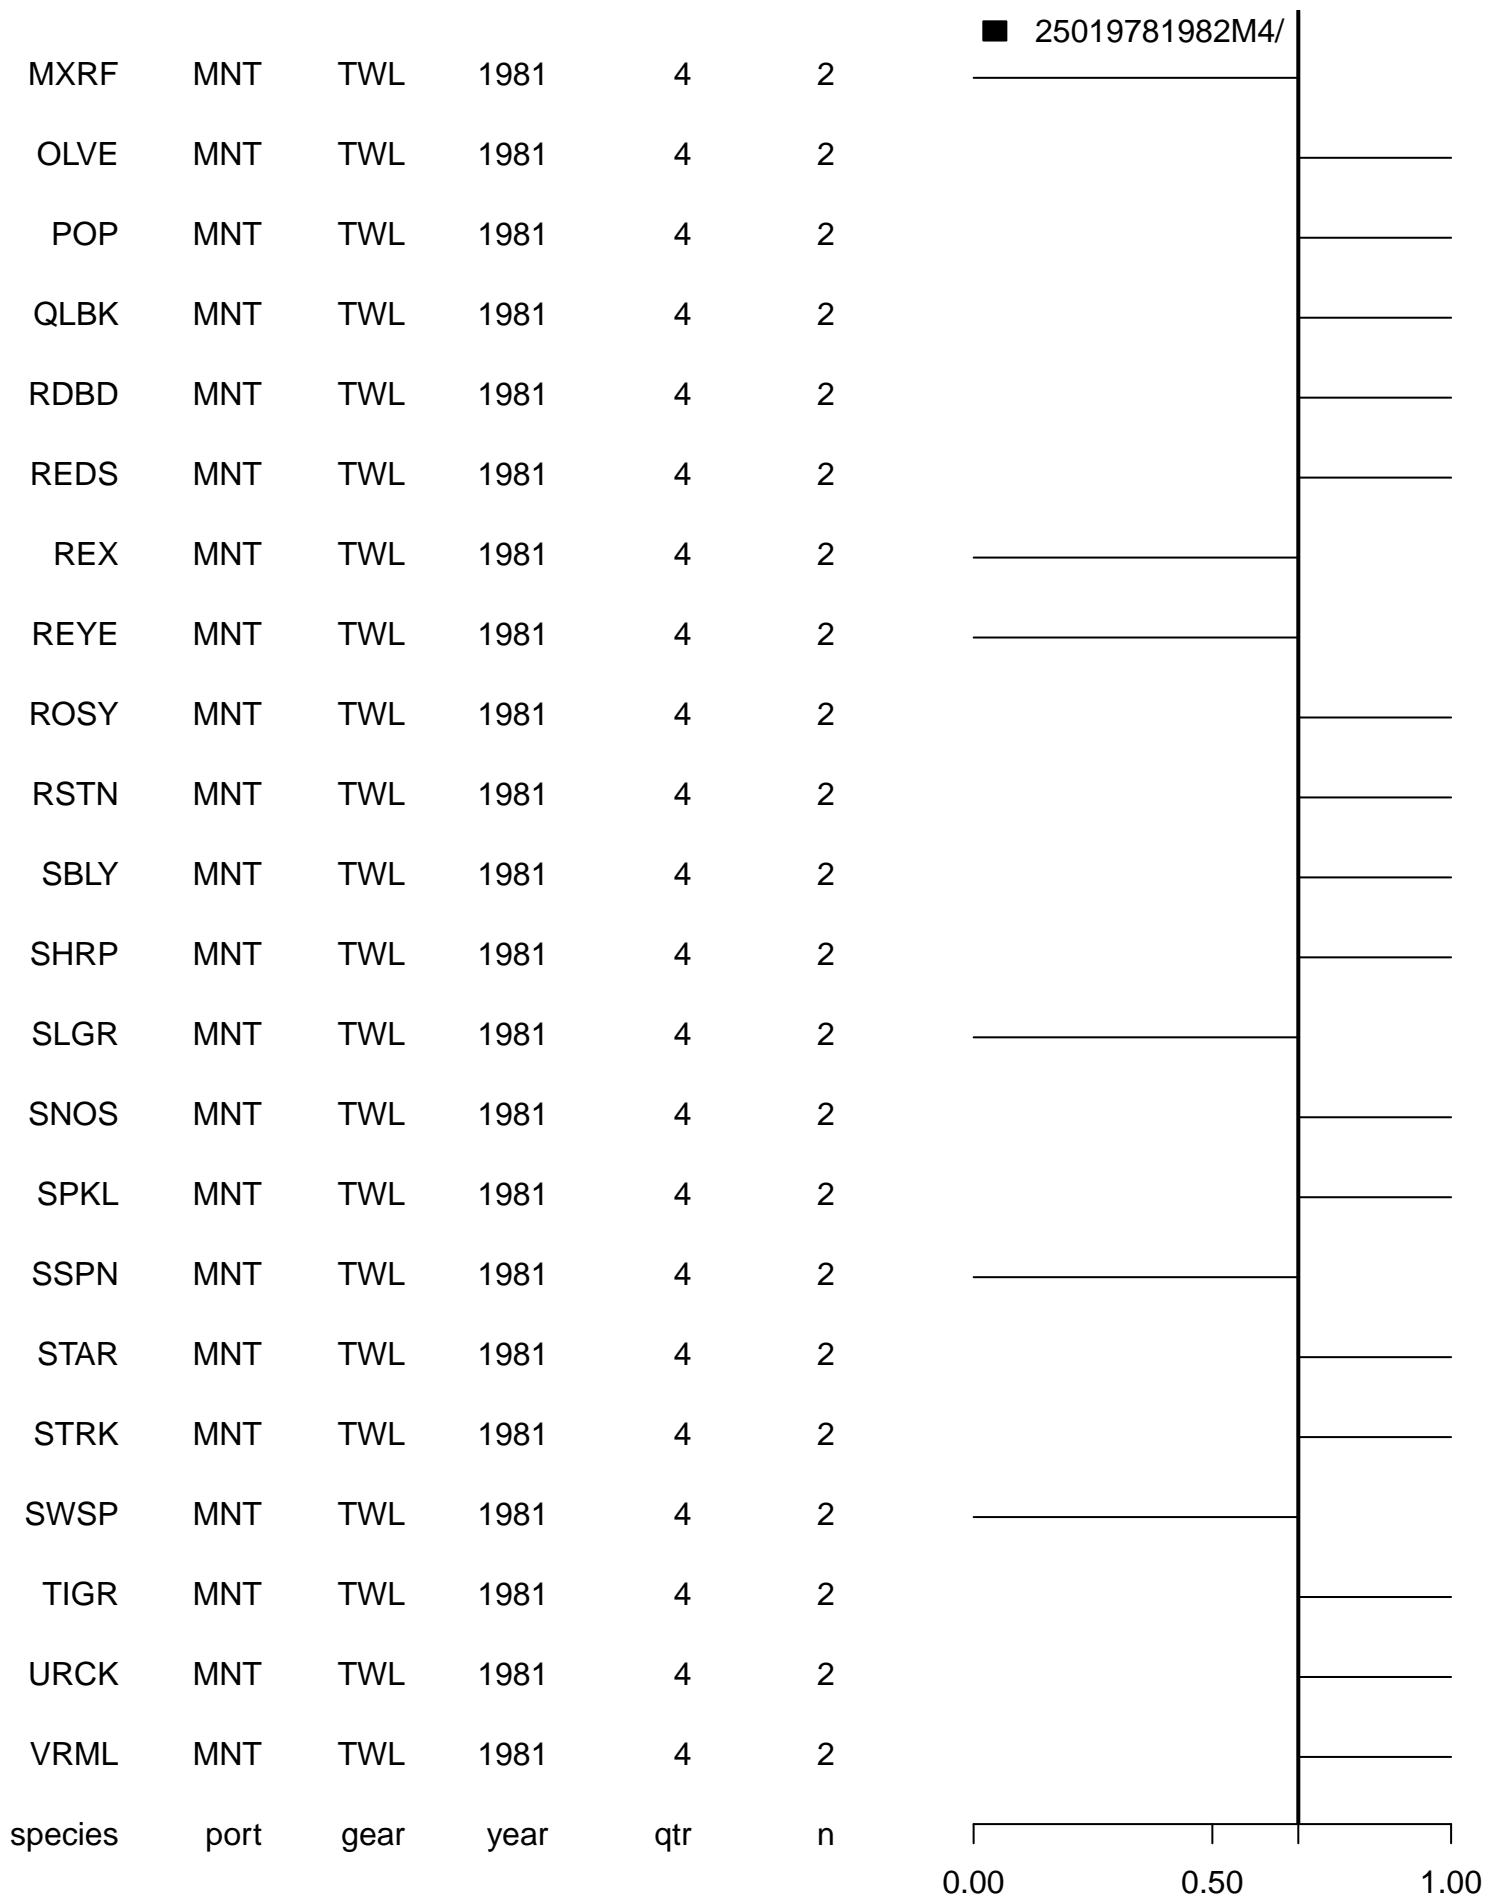 25019781982M4/
MXRF MNT TWL 1981 4 2
OLVE MNT TWL 1981 4 2
POP MNT TWL 1981 4 2
QLBK MNT TWL 1981 4 2
RDBD MNT TWL 1981 4 2
REDS MNT TWL 1981 4 2
REX MNT TWL 1981 4 2
REYE MNT TWL 1981 4 2
ROSY MNT TWL 1981 4 2
RSTN MNT TWL 1981 4 2
SBLY MNT TWL 1981 4 2
SHRP MNT TWL 1981 4 2
SLGR MNT TWL 1981 4 2
SNOS MNT TWL 1981 4 2
SPKL MNT TWL 1981 4 2
SSPN MNT TWL 1981 4 2
STAR MNT TWL 1981 4 2
STRK MNT TWL 1981 4 2
SWSP MNT TWL 1981 4 2
TIGR MNT TWL 1981 4 2
URCK MNT TWL 1981 4 2
VRML MNT TWL 1981 4 2
species port gear year qtr n
0.00 0.50 1.00